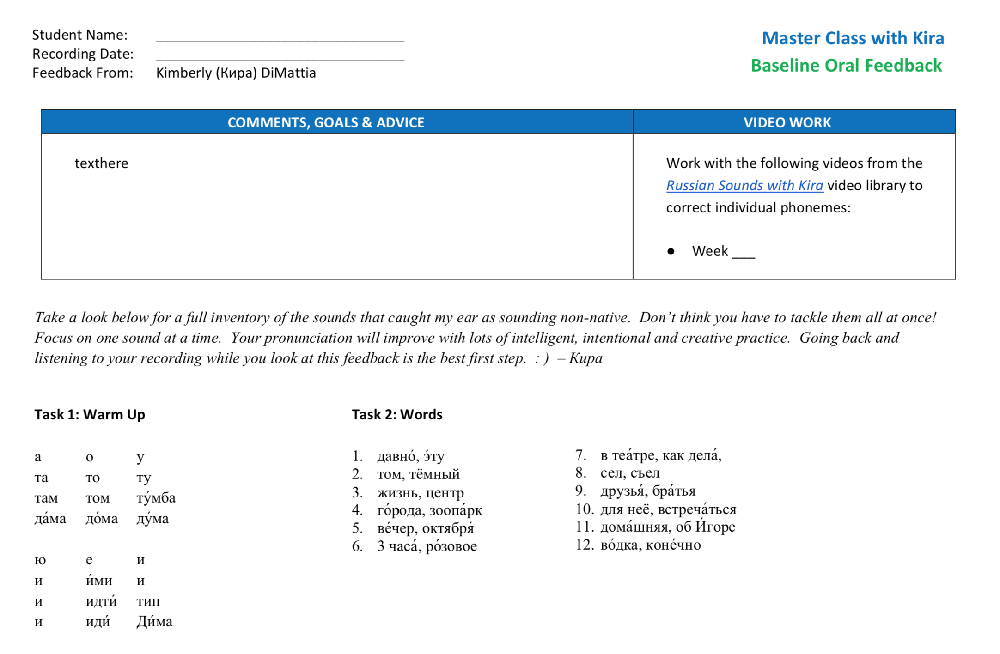 Student Name: ________________________________
Recording Date: ________________________________
Feedback From: Kimberly (Кира) DiMattia
Master Class with Kira
Baseline Oral Feedback
COMMENTS, GOALS & ADVICE
texthere
VIDEO WORK
Work with the following videos from the
Russian Sounds with Kira video library to
correct individual phonemes:
● Week ___
Take a look below for a full inventory of the sounds that caught my ear as sounding non-native. Don’t think you have to tackle them all at once!
Focus on one sound at a time. Your pronunciation will improve with lots of intelligent, intentional and creative practice. Going back and
listening to your recording while you look at this feedback is the best first step. : ) – Кира
Task 1: Warm Up
а о у
та то ту
там том ту́мба
да́ма до́ма ду́ма
ю е и
и и́ми и
и идти́ тип
и иди́ Ди́ма
Task 2: Words
1. давно́, э́ту
2. том, тёмный
3. жизнь, центр
4. го́рода, зоопа́рк
5. ве́чер, октября́
6. 3 часа́, ро́зовое
7. в теа́тре, как дела́,
8. сел, съел
9. друзья́, бра́тья
10. для неё, встреча́ться
11. дома́шняя, об И́горе
12. во́дка, коне́чно